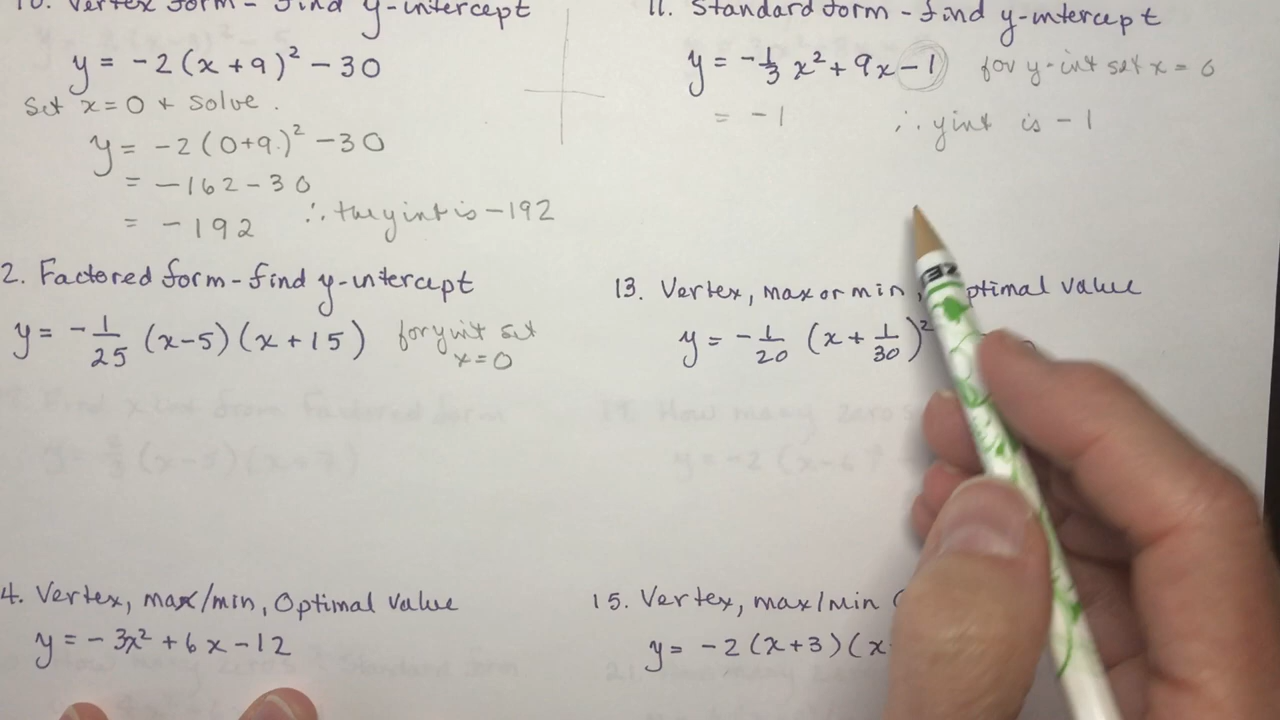 10. Vertex form - find y-intercept
y = -2(x+9)² - 30
Set x=0 + solve.
y = -2(0+9)² - 30
= -162 - 30
= -192 ∴ the y int is -192
11. Standard form - find y-intercept
y = -1/3 x² + 9x - 1 for y-int set x = 0
= -1 ∴ y int is -1
2. Factored form - find y-intercept
y = -1/25 (x-5)(x+15) for y int set
x=0
13. Vertex, max or min, ptimal value
y = -1/20 (x + 1/30)²
4. Vertex, max/min, Optimal Value
y = -3x² + 6x - 12
15. Vertex, max/min
y = -2(x+3)(x